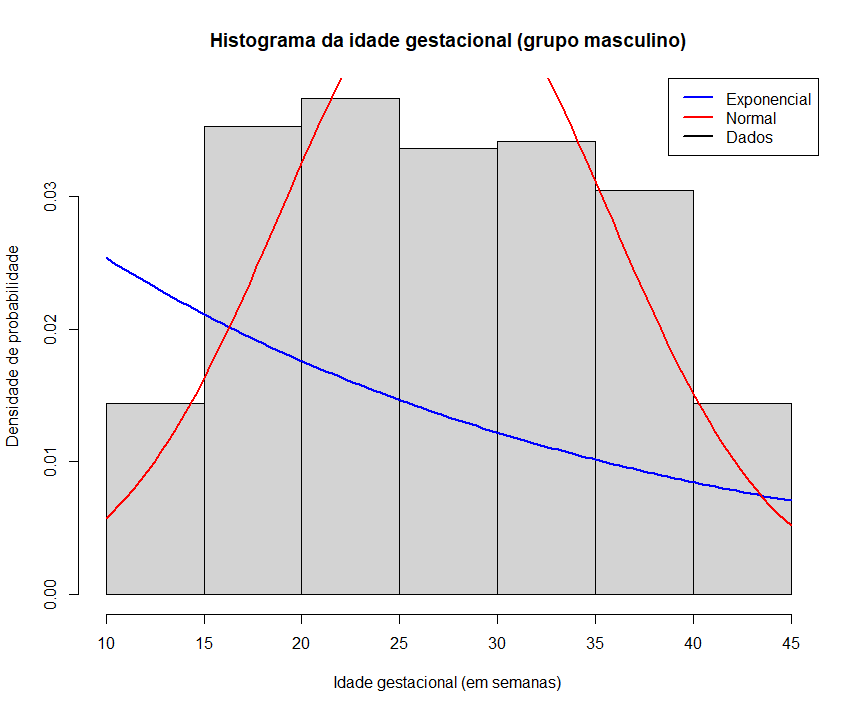 Histograma da idade gestacional (grupo masculino)
Exponencial
Normal
Dados
Densidade de probabilidade
0.03
0.02
0.01
0.00
10 15 20 25 30 35 40 45
Idade gestacional (em semanas)